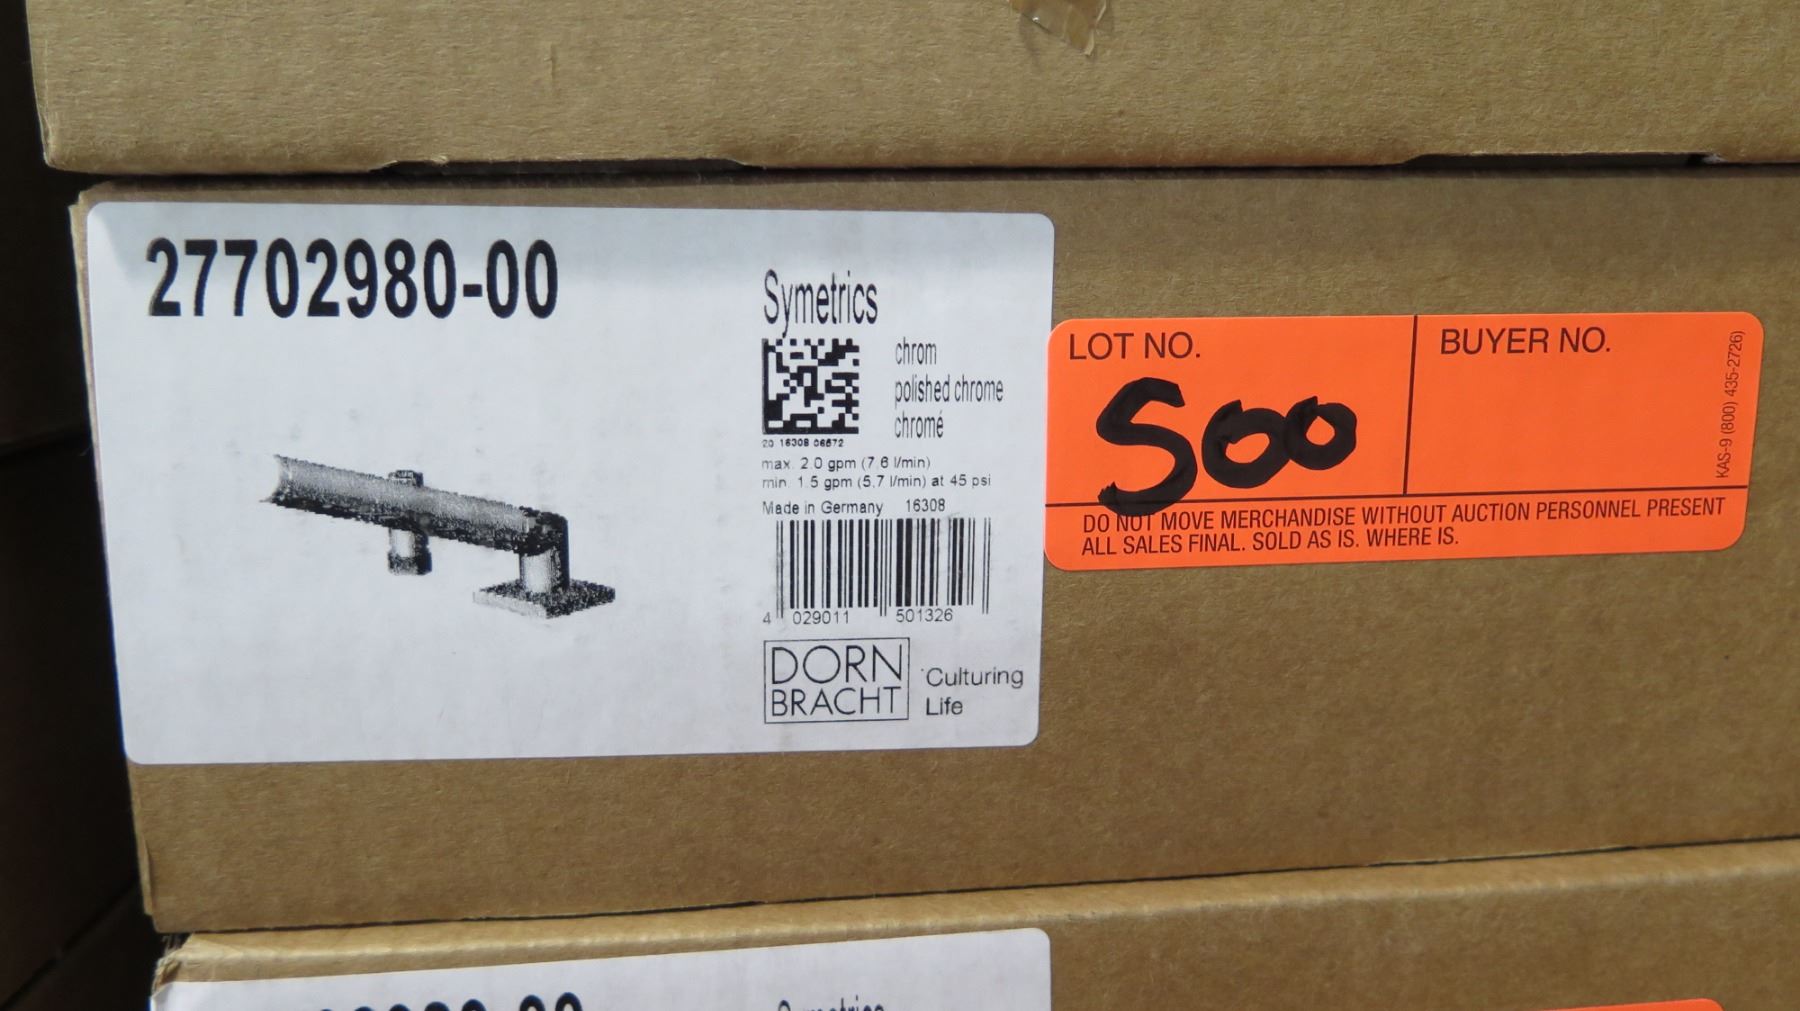 27702980-00
Symetrics
chrom
polished chrome
chromé
20 16308 06672
max. 2.0 gpm (7,6 l/min)
min. 1.5 gpm (5,7 l/min) at 45 psi
Made in Germany 16308
4 029011 501326
DORN
BRACHT
Culturing
Life
LOT NO.
500
BUYER NO.
KAS-9 (800) 435-2726)
DO NOT MOVE MERCHANDISE WITHOUT AUCTION PERSONNEL PRESENT
ALL SALES FINAL. SOLD AS IS. WHERE IS.
Symetrics